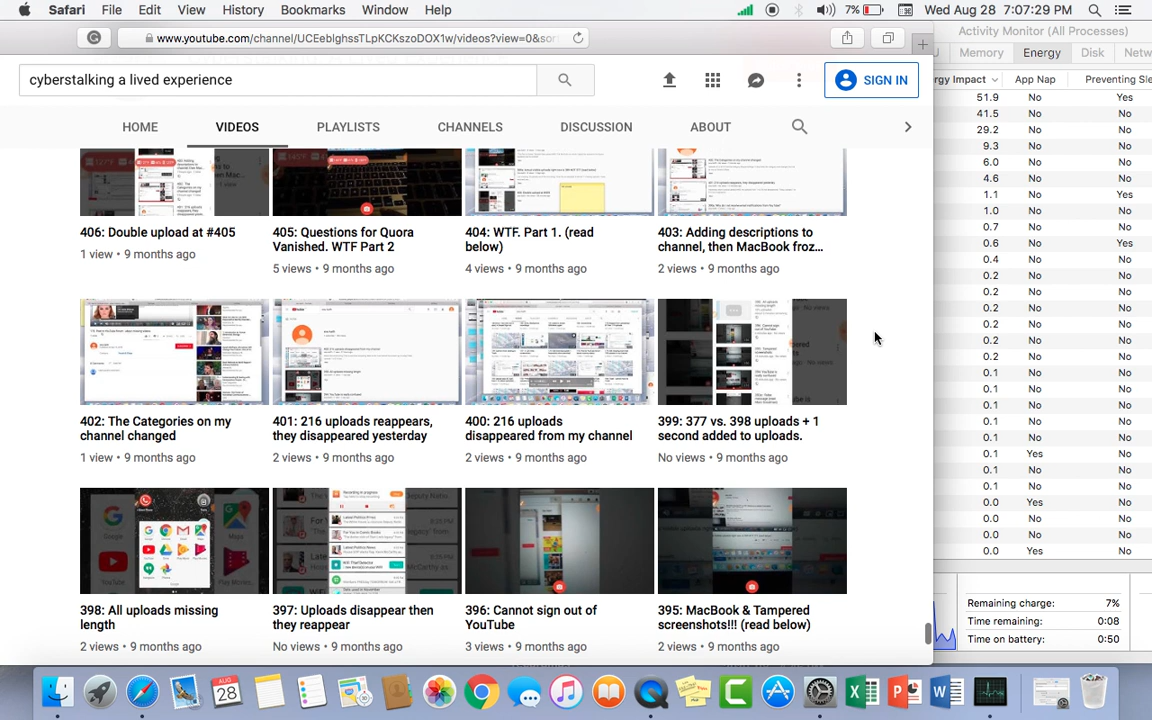 Safari File Edit View History Bookmarks Window Help 7% Wed Aug 28 7:07:29 PM
Activity Monitor (All Processes)
www.youtube.com/channel/UCEeblghssTLpKCKszoDOX1w/videos?view=0&sor
Memory Energy Disk Netw
cyberstalking a lived experience
SIGN IN
rgy Impact App Nap Preventing Sle
51.9 No Yes
41.5 No No
29.2 No No
9.3 No No
6.0 No No
4.6 No No
1.1 No Yes
1.0 No No
0.7 No No
0.6 No Yes
0.4 No No
0.2 No No
0.2 No No
0.2 No No
0.2 No No
0.2 No No
0.2 No No
0.1 No No
0.1 No No
0.1 No No
0.1 No No
0.1 No No
0.1 Yes No
0.1 No No
0.1 No No
0.0 Yes No
0.0 No No
0.0 No No
0.0 Yes No
HOME VIDEOS PLAYLISTS CHANNELS DISCUSSION ABOUT
406: Double upload at #405
1 view • 9 months ago
405: Questions for Quora
Vanished. WTF Part 2
5 views • 9 months ago
404: WTF. Part 1. (read
below)
4 views • 9 months ago
403: Adding descriptions to
channel, then MacBook froz...
2 views • 9 months ago
402: The Categories on my
channel changed
1 view • 9 months ago
401: 216 uploads reappears,
they disappeared yesterday
2 views • 9 months ago
400: 216 uploads
disappeared from my channel
2 views • 9 months ago
399: 377 vs. 398 uploads + 1
second added to uploads.
No views • 9 months ago
398: All uploads missing
length
2 views • 9 months ago
397: Uploads disappear then
they reappear
No views • 9 months ago
396: Cannot sign out of
YouTube
3 views • 9 months ago
395: MacBook & Tampered
screenshots!!! (read below)
2 views • 9 months ago
Remaining charge: 7%
Time remaining: 0:08
Time on battery: 0:50
AUG
28